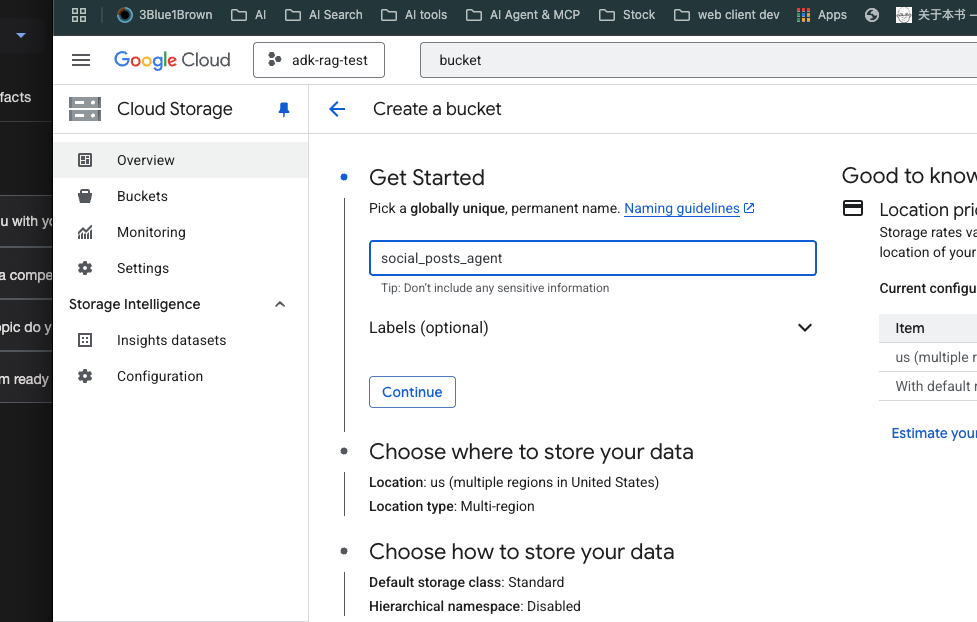 3Blue1Brown AI AI Search AI tools AI Agent & MCP Stock web client dev Apps 关于本书 —
facts
Google Cloud adk-rag-test bucket
Cloud Storage
Create a bucket
Overview
Buckets
Monitoring
Settings
Storage Intelligence
Insights datasets
Configuration
u with yo
a compe
opic do y
m ready
Get Started
Pick a globally unique, permanent name. Naming guidelines
social_posts_agent
Tip: Don’t include any sensitive information
Labels (optional)
Continue
Choose where to store your data
Location: us (multiple regions in United States)
Location type: Multi-region
Choose how to store your data
Default storage class: Standard
Hierarchical namespace: Disabled
Good to know
Location pri
Storage rates va
location of your
Current configu
Item
us (multiple r
With default r
Estimate your